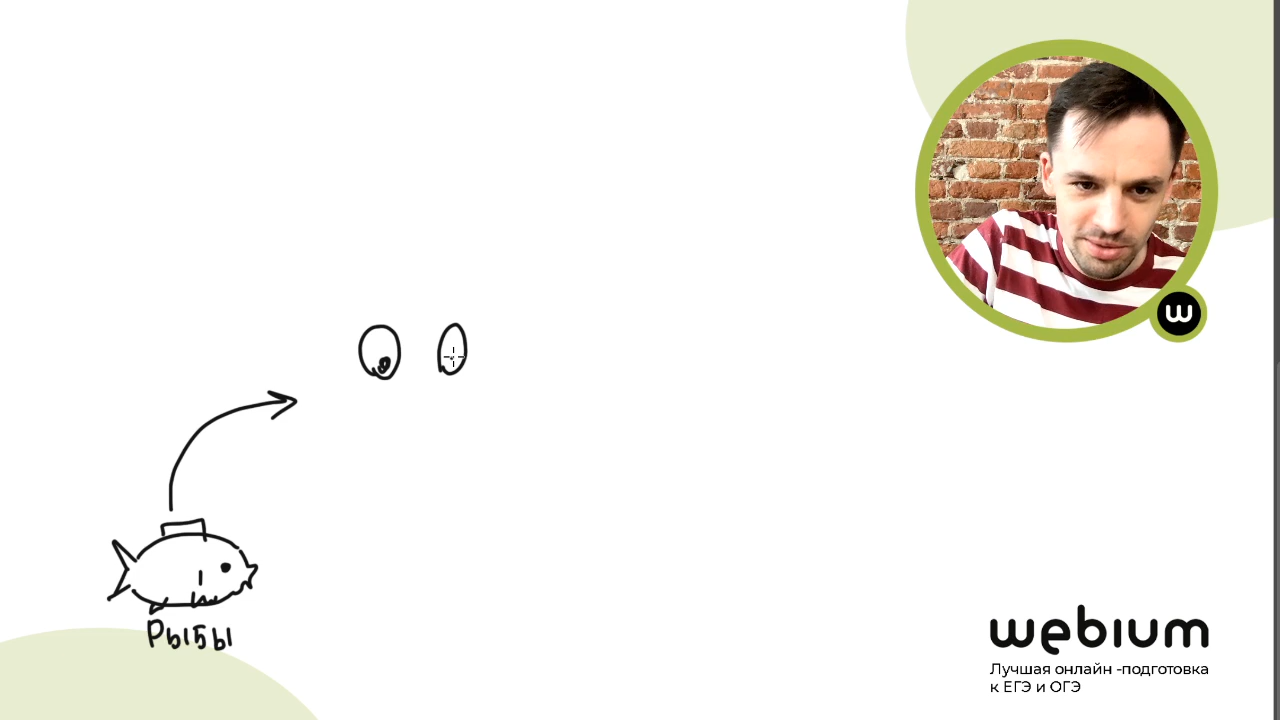 Рыбы
w
webium
Лучшая онлайн -подготовка
к ЕГЭ и ОГЭ